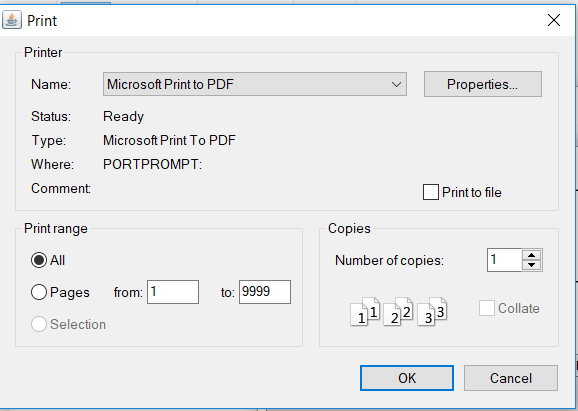 Print
Printer
Name: Microsoft Print to PDF Properties...
Status: Ready
Type: Microsoft Print To PDF
Where: PORTPROMPT:
Comment: Print to file
Print range
All
Pages from: 1 to: 9999
Selection
Copies
Number of copies: 1
1 1 2 2 3 3 Collate
OK Cancel